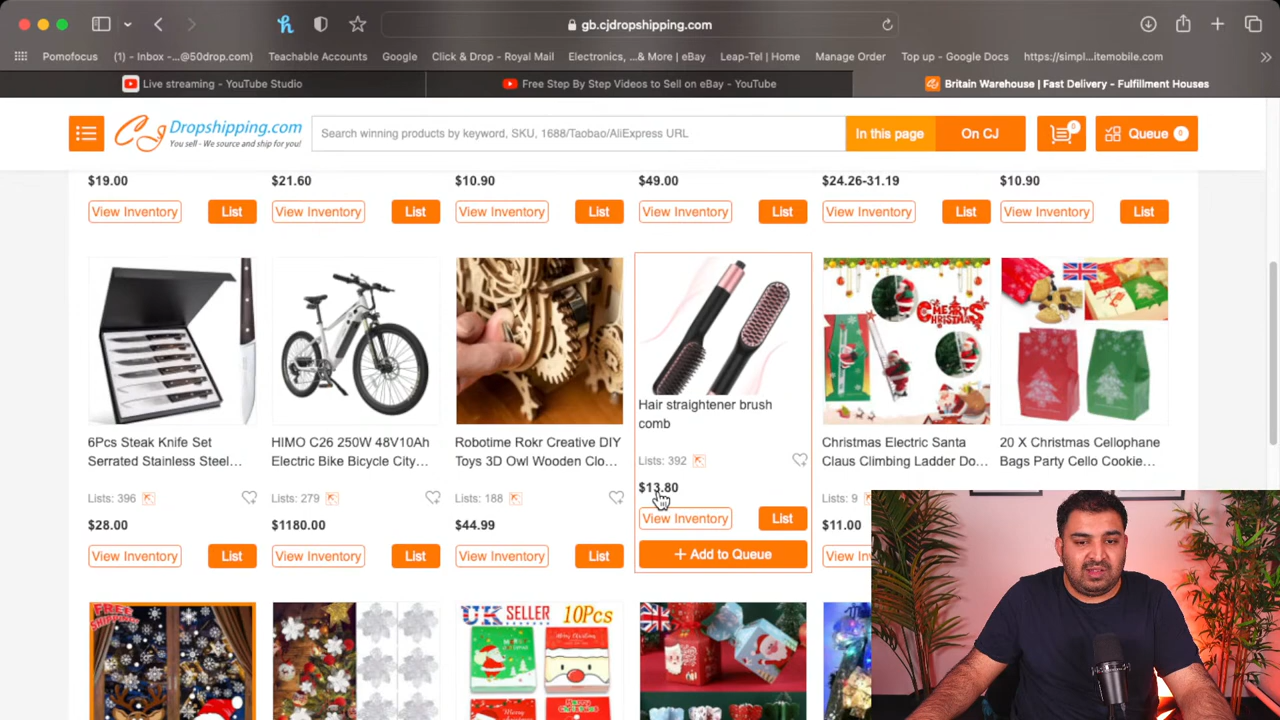 gb.cjdropshipping.com
Pomofocus
(1) - Inbox -...@50drop.com)
Teachable Accounts
Google
Click & Drop - Royal Mail
Electronics,...& More | eBay
Leap-Tel | Home
Manage Order
Top up - Google Docs
https://simpl...itemobile.com
Live streaming - YouTube Studio
Free Step By Step Videos to Sell on eBay - YouTube
Britain Warehouse | Fast Delivery - Fulfillment Houses
CJ
Dropshipping.com
You sell - We source and ship for you!
Search winning products by keyword, SKU, 1688/Taobao/AliExpress URL
In this page
On CJ
0
Queue 0
$19.00
$21.60
$10.90
$49.00
$24.26-31.19
$10.90
View Inventory List
View Inventory List
View Inventory List
View Inventory List
View Inventory List
View Inventory List
6Pcs Steak Knife Set
Serrated Stainless Steel...
Lists: 396
$28.00
View Inventory List
HIMO C26 250W 48V10Ah
Electric Bike Bicycle City...
Lists: 279
$1180.00
View Inventory List
Robotime Rokr Creative DIY
Toys 3D Owl Wooden Clo...
Lists: 188
$44.99
View Inventory List
Hair straightener brush
comb
Lists: 392
$13.80
View Inventory List
+ Add to Queue
CHRISTMAS
Christmas Electric Santa
Claus Climbing Ladder Do...
Lists: 9
$11.00
View In
20 X Christmas Cellophane
Bags Party Cello Cookie...
FREE
SHIPPING
UK SELLER 10Pcs